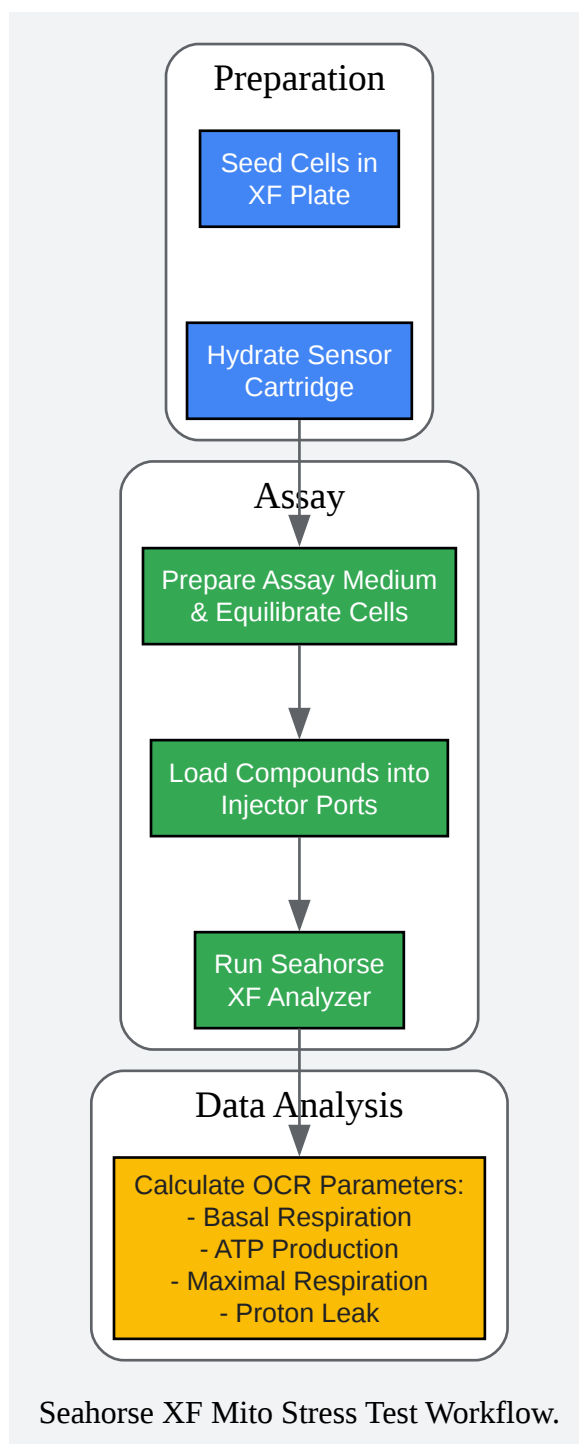 Preparation
Seed Cells in
XF Plate
Hydrate Sensor
Cartridge
Assay
Prepare Assay Medium
& Equilibrate Cells
Load Compounds into
Injector Ports
Run Seahorse
XF Analyzer
Data Analysis
Calculate OCR Parameters:
- Basal Respiration
- ATP Production
- Maximal Respiration
- Proton Leak
Seahorse XF Mito Stress Test Workflow.